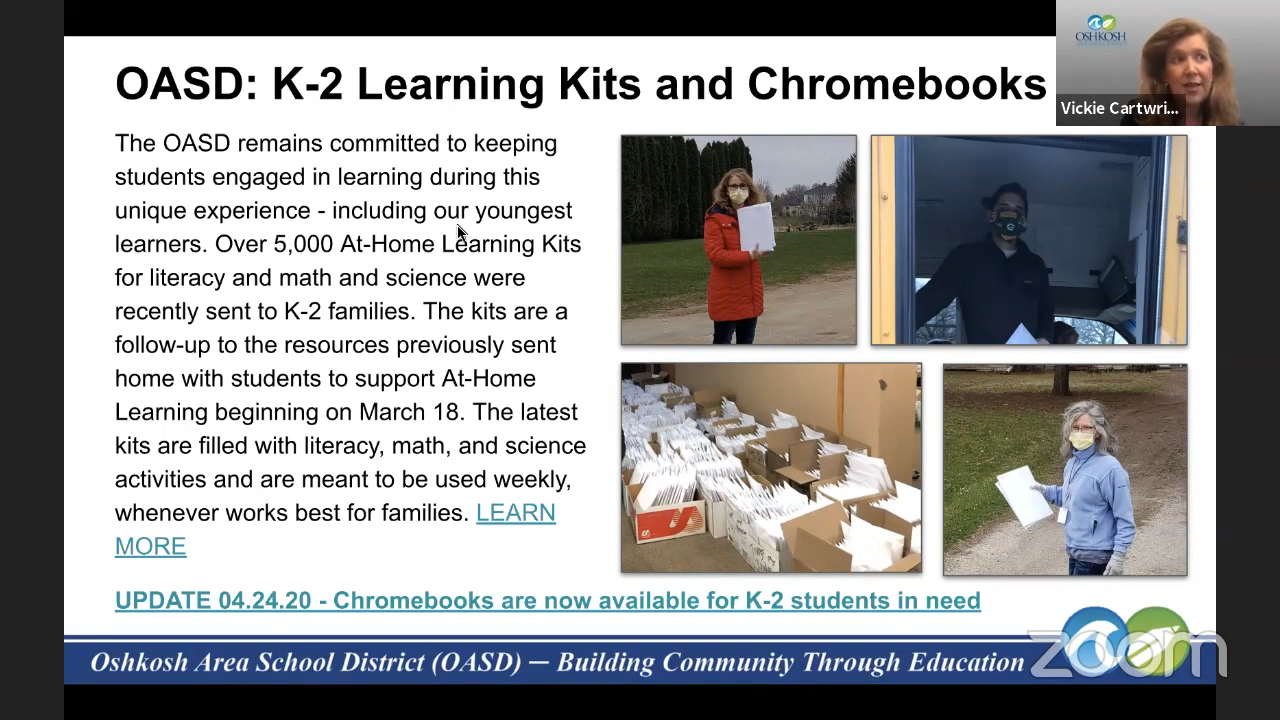 OASD: K-2 Learning Kits and Chromebooks
OSHKOSH
Vickie Cartwri...
The OASD remains committed to keeping
students engaged in learning during this
unique experience - including our youngest
learners. Over 5,000 At-Home Learning Kits
for literacy and math and science were
recently sent to K-2 families. The kits are a
follow-up to the resources previously sent
home with students to support At-Home
Learning beginning on March 18. The latest
kits are filled with literacy, math, and science
activities and are meant to be used weekly,
whenever works best for families. LEARN
MORE
UPDATE 04.24.20 - Chromebooks are now available for K-2 students in need
Oshkosh Area School District (OASD) — Building Community Through Education
zoom